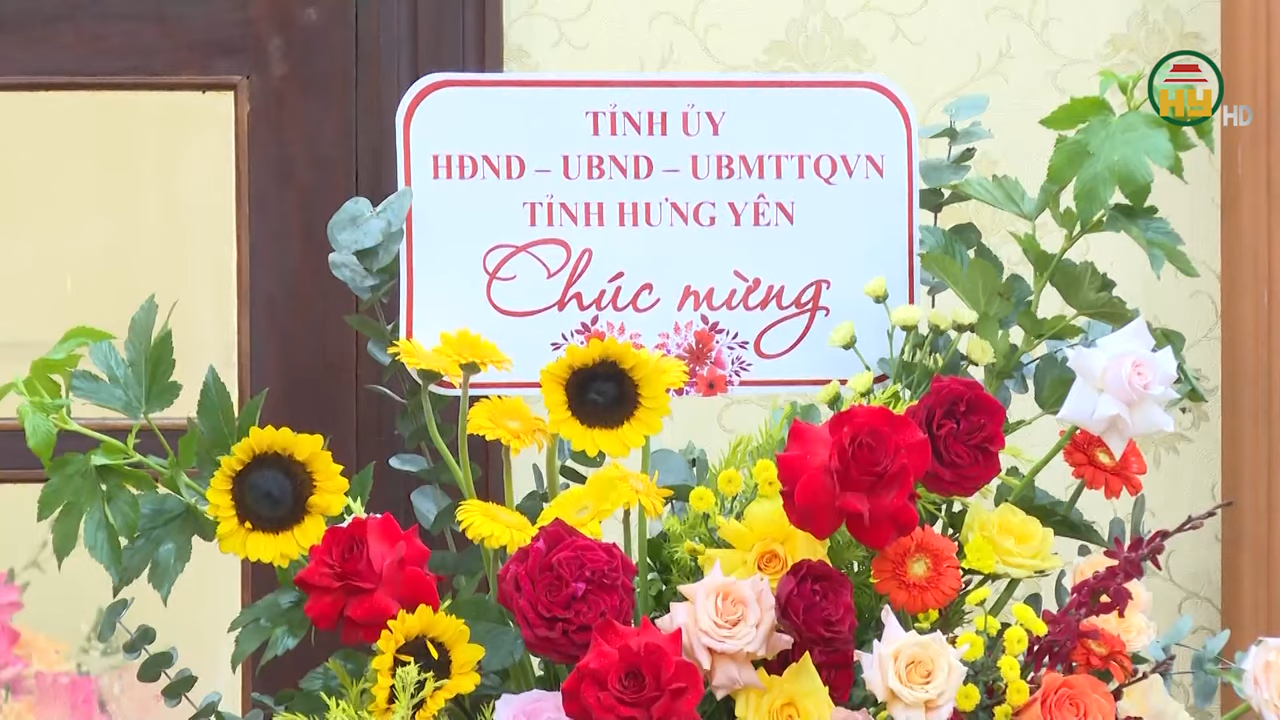 TỈNH ỦY
HĐND – UBND – UBMTTQVN
TỈNH HƯNG YÊN
Chúc mừng
HY HD